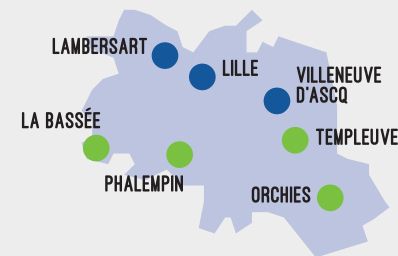 LAMBERSART
LILLE
VILLENEUVE
D'ASCQ
LA BASSÉE
TEMPLEUVE
PHALEMPIN
ORCHIES